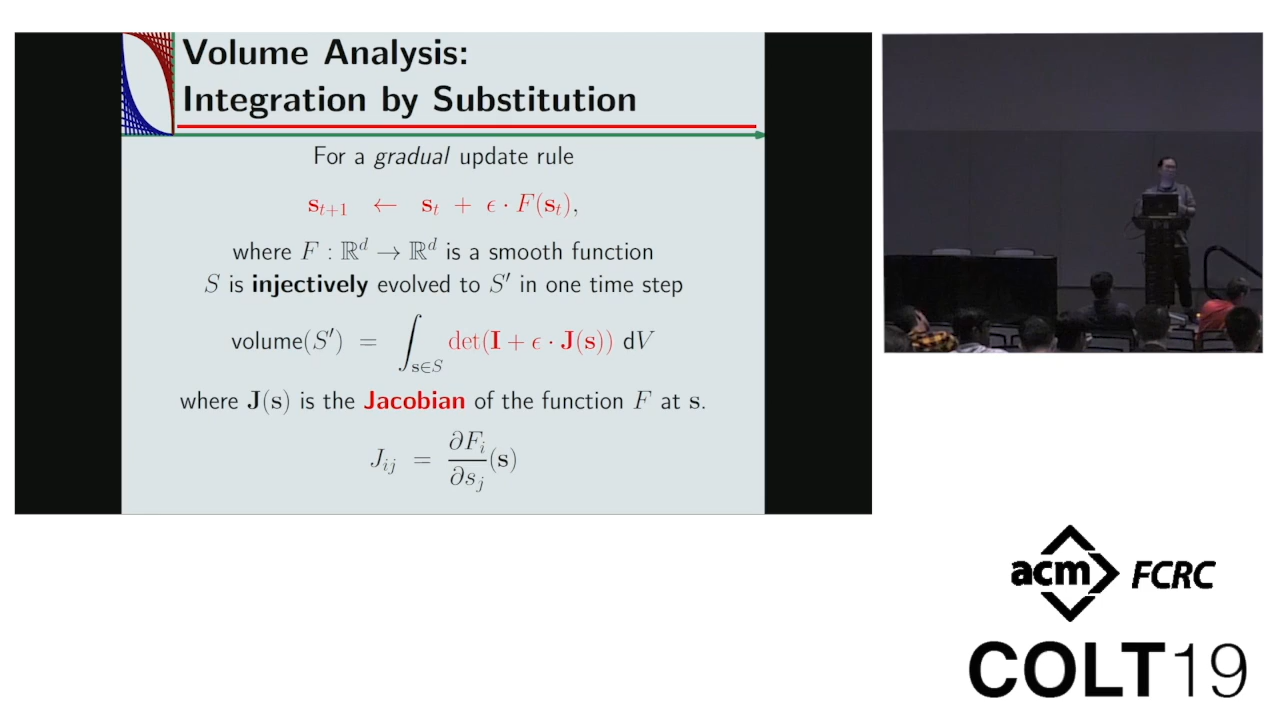 Volume Analysis:
Integration by Substitution
For a gradual update rule
s_{t+1} ← s_t + ϵ · F(s_t),
where F : ℝ^d → ℝ^d is a smooth function
S is injectively evolved to S′ in one time step
volume(S′) = ∫_{s∈S} det(I + ϵ · J(s)) dV
where J(s) is the Jacobian of the function F at s.
J_{ij} = ∂F_i/∂s_j (s)
acm FCRC
COLT19